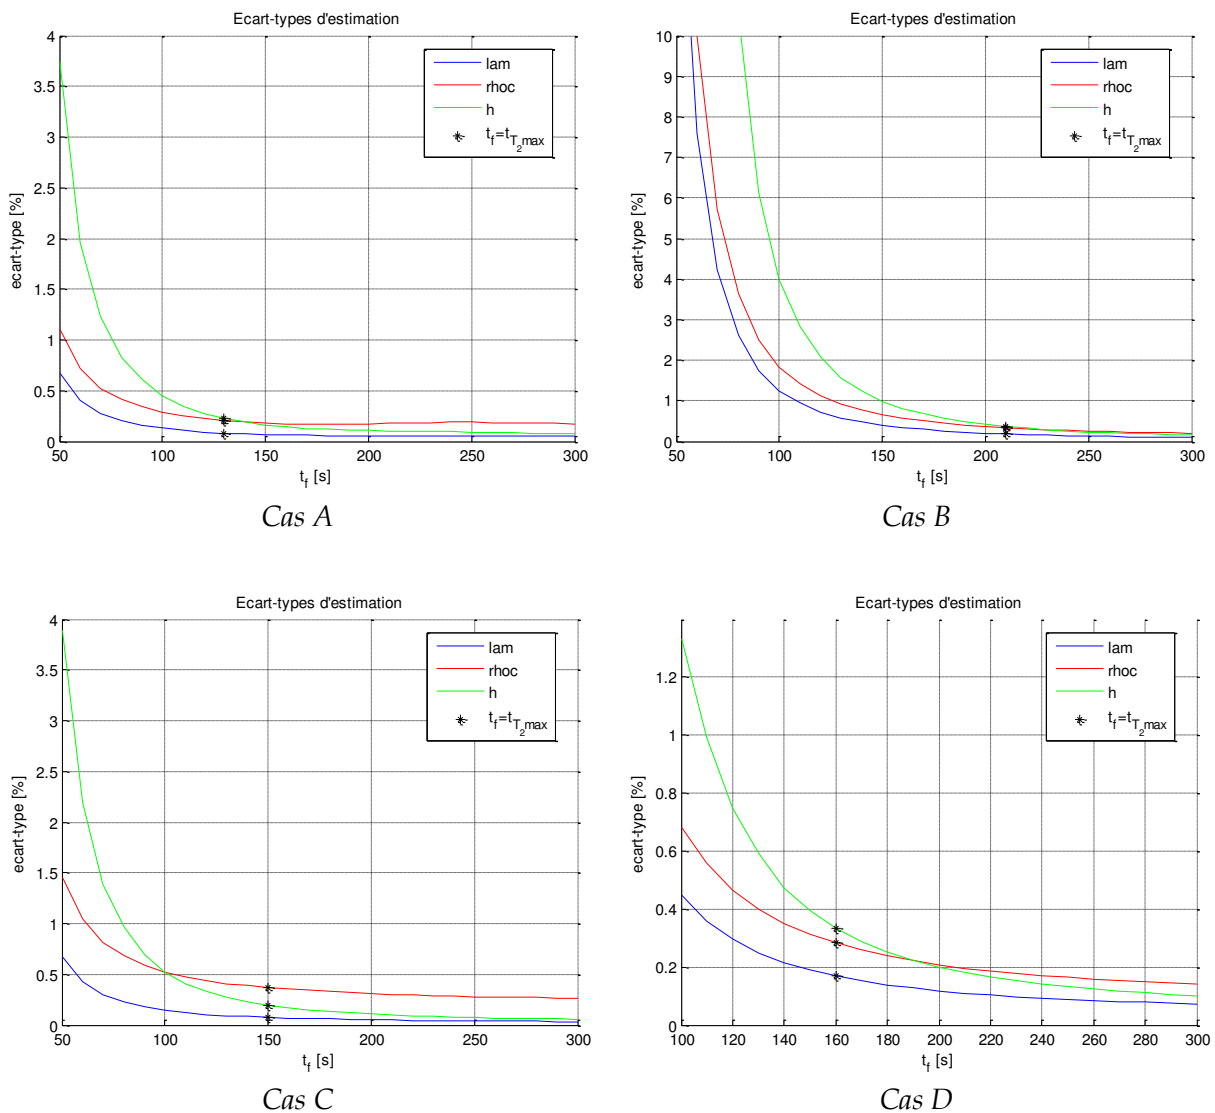 Ecart-types d'estimation
4
3.5
3
2.5
2
1.5
1
0.5
0
ecart-type [%]
lam
rhoc
h
t_f=t_T_2max
50
100
150
200
250
300
t_f [s]
Cas A
Ecart-types d'estimation
10
9
8
7
6
5
4
3
2
1
0
ecart-type [%]
lam
rhoc
h
t_f=t_T_2max
50
100
150
200
250
300
t_f [s]
Cas B
Ecart-types d'estimation
4
3.5
3
2.5
2
1.5
1
0.5
0
ecart-type [%]
lam
rhoc
h
t_f=t_T_2max
50
100
150
200
250
300
t_f [s]
Cas C
Ecart-types d'estimation
1.2
1
0.8
0.6
0.4
0.2
0
ecart-type [%]
lam
rhoc
h
t_f=t_T_2max
100
120
140
160
180
200
220
240
260
280
300
t_f [s]
Cas D